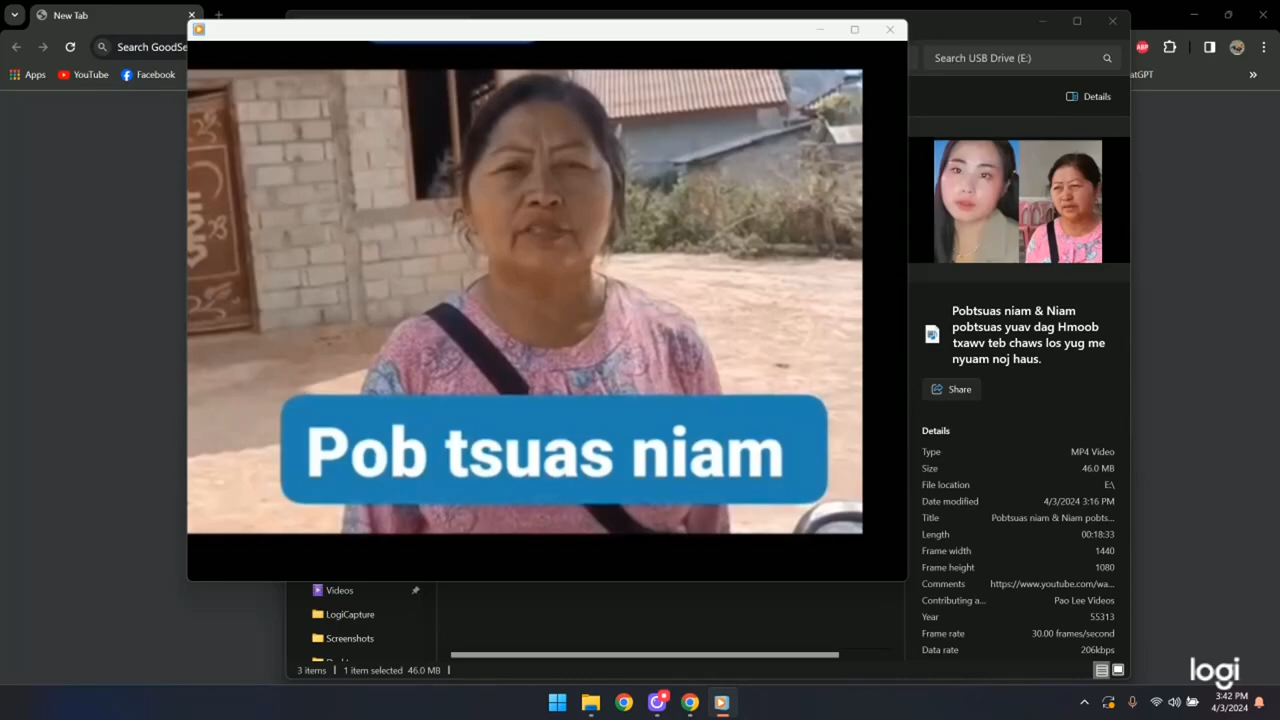 New Tab
Search GoodSe
Apps
YouTube
Facebook
Search USB Drive (E:)
ABP
atGPT
Details
Pob tsuas niam
Pobtsuas niam & Niam
pobtsuas yuav dag Hmoob
txawv teb chaws los yug me
nyuam noj haus.
Share
Details
Type MP4 Video
Size 46.0 MB
File location E:\
Date modified 4/3/2024 3:16 PM
Title Pobtsuas niam & Niam pobts...
Length 00:18:33
Frame width 1440
Frame height 1080
Comments https://www.youtube.com/wa...
Contributing a... Pao Lee Videos
Year 55313
Frame rate 30.00 frames/second
Data rate 206kbps
Videos
LogiCapture
Screenshots
3 items 1 item selected 46.0 MB
logi
3:42 PM
4/3/2024